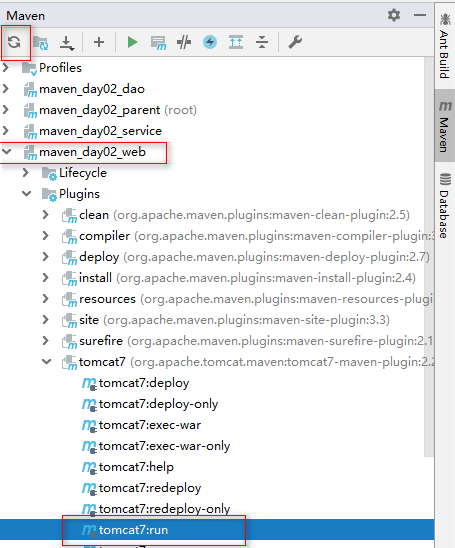 Maven
Profiles
maven_day02_dao
maven_day02_parent (root)
maven_day02_service
maven_day02_web
Lifecycle
Plugins
clean (org.apache.maven.plugins:maven-clean-plugin:2.5)
compiler (org.apache.maven.plugins:maven-compiler-plugin:3
deploy (org.apache.maven.plugins:maven-deploy-plugin:2.7)
install (org.apache.maven.plugins:maven-install-plugin:2.4)
resources (org.apache.maven.plugins:maven-resources-plugin
site (org.apache.maven.plugins:maven-site-plugin:3.3)
surefire (org.apache.maven.plugins:maven-surefire-plugin:2.1
tomcat7 (org.apache.tomcat.maven:tomcat7-maven-plugin:2.2
tomcat7:deploy
tomcat7:deploy-only
tomcat7:exec-war
tomcat7:exec-war-only
tomcat7:help
tomcat7:redeploy
tomcat7:redeploy-only
tomcat7:run
Ant Build
Maven
Database